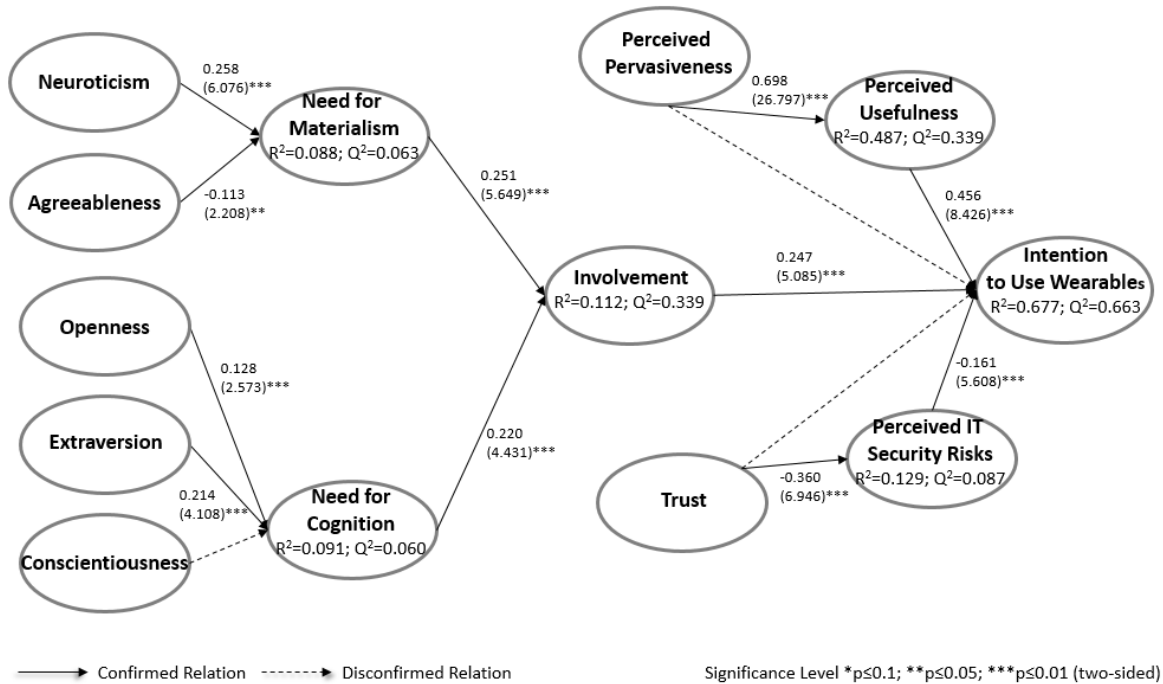 Neuroticism
0.258
(6.076)***
Need for
Materialism
R²=0.088; Q²=0.063
Agreeableness
-0.113
(2.208)**
Openness
0.128
(2.573)***
Extraversion
0.214
(4.108)***
Conscientiousness
Need for
Cognition
R²=0.091; Q²=0.060
0.251
(5.649)***
0.220
(4.431)***
Involvement
R²=0.112; Q²=0.339
0.247
(5.085)***
Perceived
Pervasiveness
0.698
(26.797)***
Perceived
Usefulness
R²=0.487; Q²=0.339
0.456
(8.426)***
Intention
to Use Wearables
R²=0.677; Q²=0.663
-0.161
(5.608)***
Perceived IT
Security Risks
R²=0.129; Q²=0.087
Trust
-0.360
(6.946)***
Confirmed Relation
Disconfirmed Relation
Significance Level *p≤0.1; **p≤0.05; ***p≤0.01 (two-sided)